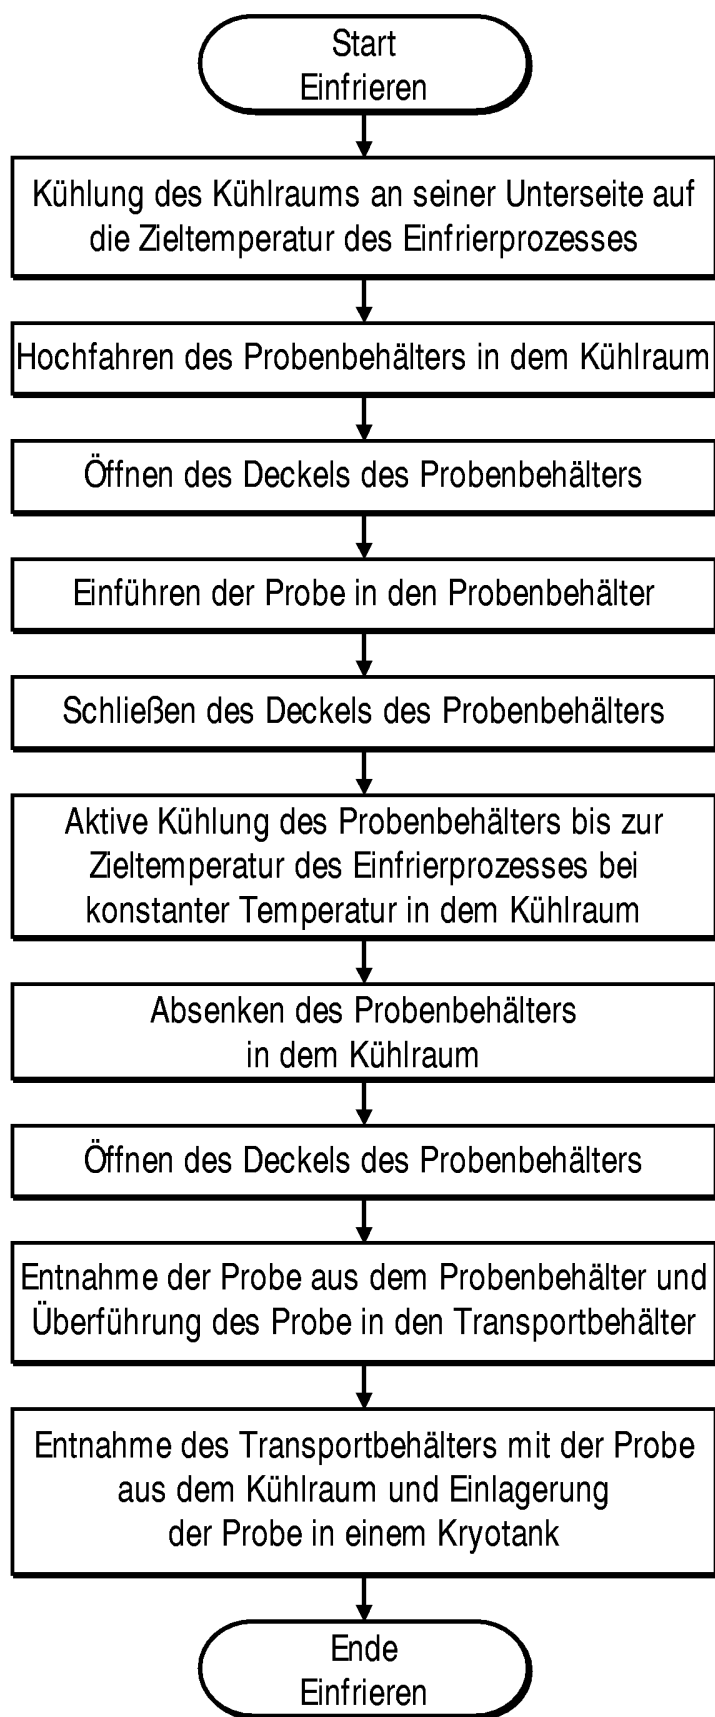 Start
Einfrieren
Kühlung des Kühlraums an seiner Unterseite auf
die Zieltemperatur des Einfrierprozesses
Hochfahren des Probenbehälters in dem Kühlraum
Öffnen des Deckels des Probenbehälters
Einführen der Probe in den Probenbehälter
Schließen des Deckels des Probenbehälters
Aktive Kühlung des Probenbehälters bis zur
Zieltemperatur des Einfrierprozesses bei
konstanter Temperatur in dem Kühlraum
Absenken des Probenbehälters
in dem Kühlraum
Öffnen des Deckels des Probenbehälters
Entnahme der Probe aus dem Probenbehälter und
Überführung des Probe in den Transportbehälter
Entnahme des Transportbehälters mit der Probe
aus dem Kühlraum und Einlagerung
der Probe in einem Kryotank
Ende
Einfrieren